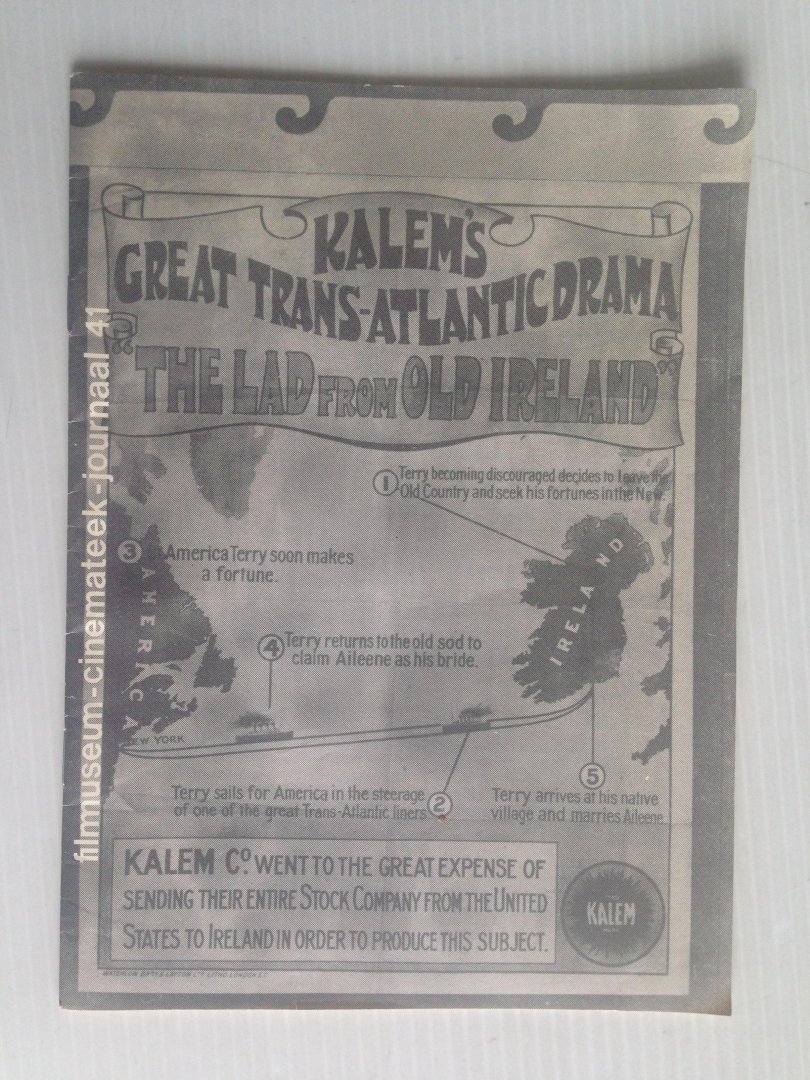 KALEM'S
GREAT TRANS-ATLANTIC DRAMA
"THE LAD FROM OLD IRELAND"
filmmuseum-cinemateek-journaal 41
1 Terry becoming discouraged decides to leave the
Old Country and seek his fortunes in the New.
3 America Terry soon makes
a fortune.
AMERICA
IRELAND
4 Terry returns to the old sod to
claim Aileene as his bride.
NEW YORK
Terry sails for America in the steerage
of one of the great Trans-Atlantic liners 2
5
Terry arrives at his native
village and marries Aileene.
KALEM Co. WENT TO THE GREAT EXPENSE OF
SENDING THEIR ENTIRE STOCK COMPANY FROM THE UNITED
STATES TO IRELAND IN ORDER TO PRODUCE THIS SUBJECT.
KALEM
LITHO. LONDON E.C.